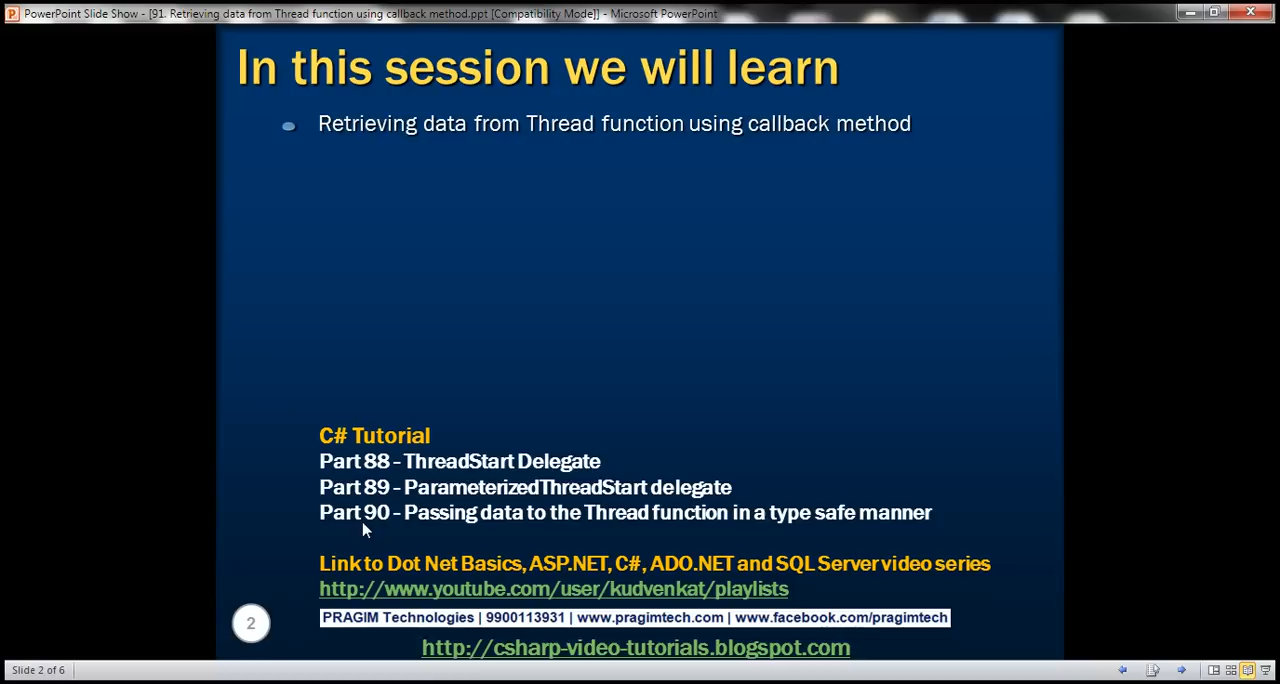 PowerPoint Slide Show - [91. Retrieving data from Thread function using callback method.ppt [Compatibility Mode]] - Microsoft PowerPoint
In this session we will learn
Retrieving data from Thread function using callback method
C# Tutorial
Part 88 - ThreadStart Delegate
Part 89 - ParameterizedThreadStart delegate
Part 90 - Passing data to the Thread function in a type safe manner
Link to Dot Net Basics, ASP.NET, C#, ADO.NET and SQL Server video series
http://www.youtube.com/user/kudvenkat/playlists
2
PRAGIM Technologies | 9900113931 | www.pragimtech.com | www.facebook.com/pragimtech
http://csharp-video-tutorials.blogspot.com
Slide 2 of 6